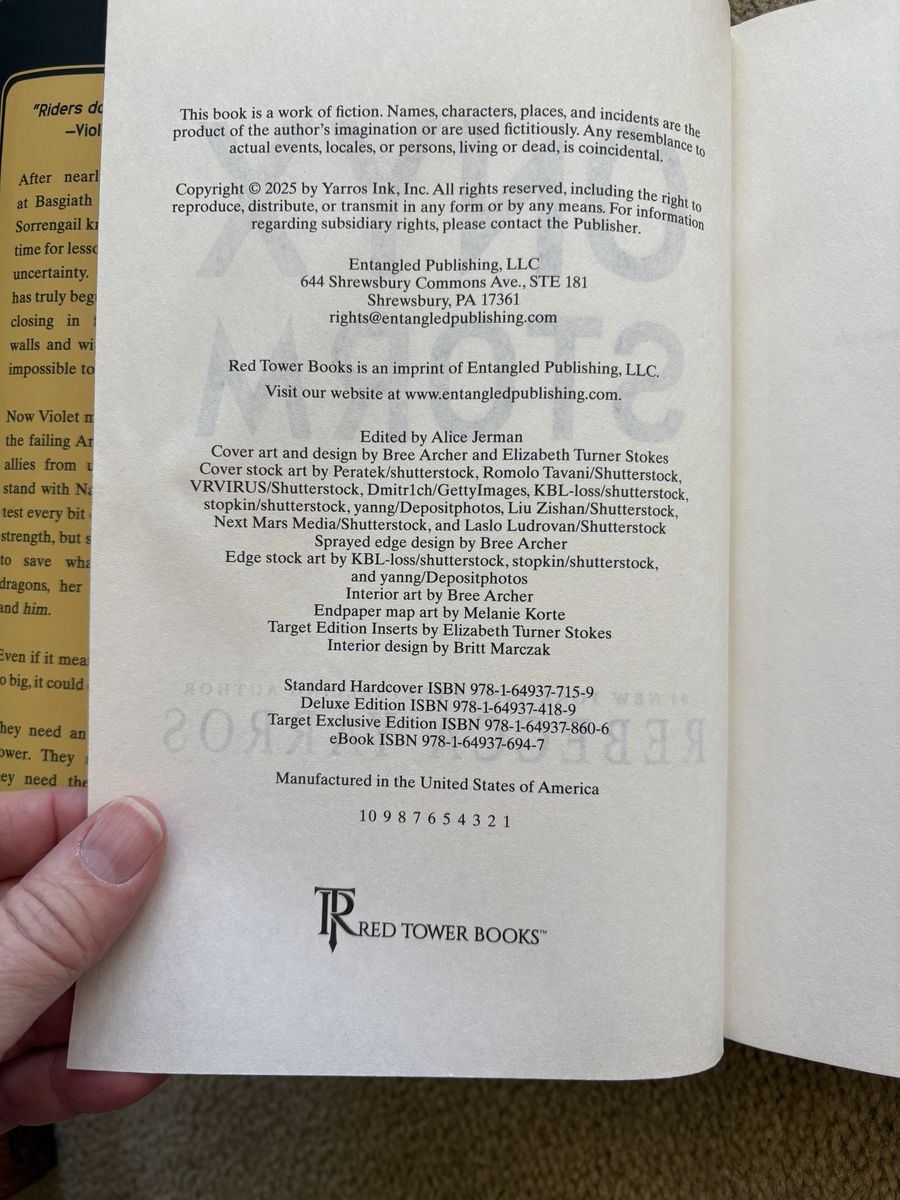 "Riders do
—Viol
After nearl
at Basgiath
Sorrengail kn
time for lesso
uncertainty.
has truly beg
closing in
walls and wi
impossible to
Now Violet m
the failing Ar
allies from u
stand with Na
test every bit
strength, but s
to save wha
dragons, her
and him.
Even if it mea
o big, it could
hey need an
ower. They
ey need the
This book is a work of fiction. Names, characters, places, and incidents are the
product of the author's imagination or are used fictitiously. Any resemblance to
actual events, locales, or persons, living or dead, is coincidental.
Copyright © 2025 by Yarros Ink, Inc. All rights reserved, including the right to
reproduce, distribute, or transmit in any form or by any means. For information
regarding subsidiary rights, please contact the Publisher.
Entangled Publishing, LLC
644 Shrewsbury Commons Ave., STE 181
Shrewsbury, PA 17361
rights@entangledpublishing.com
Red Tower Books is an imprint of Entangled Publishing, LLC.
Visit our website at www.entangledpublishing.com.
Edited by Alice Jerman
Cover art and design by Bree Archer and Elizabeth Turner Stokes
Cover stock art by Peratek/shutterstock, Romolo Tavani/Shutterstock,
VRVIRUS/Shutterstock, Dmitr1ch/GettyImages, KBL-loss/shutterstock,
stopkin/shutterstock, yanng/Depositphotos, Liu Zishan/Shutterstock,
Next Mars Media/Shutterstock, and Laslo Ludrovan/Shutterstock
Sprayed edge design by Bree Archer
Edge stock art by KBL-loss/shutterstock, stopkin/shutterstock,
and yanng/Depositphotos
Interior art by Bree Archer
Endpaper map art by Melanie Korte
Target Edition Inserts by Elizabeth Turner Stokes
Interior design by Britt Marczak
Standard Hardcover ISBN 978-1-64937-715-9
Deluxe Edition ISBN 978-1-64937-418-9
Target Exclusive Edition ISBN 978-1-64937-860-6
eBook ISBN 978-1-64937-694-7
Manufactured in the United States of America
10 9 8 7 6 5 4 3 2 1
TR RED TOWER BOOKS™
ONYX
STORM
REBECCA YARROS